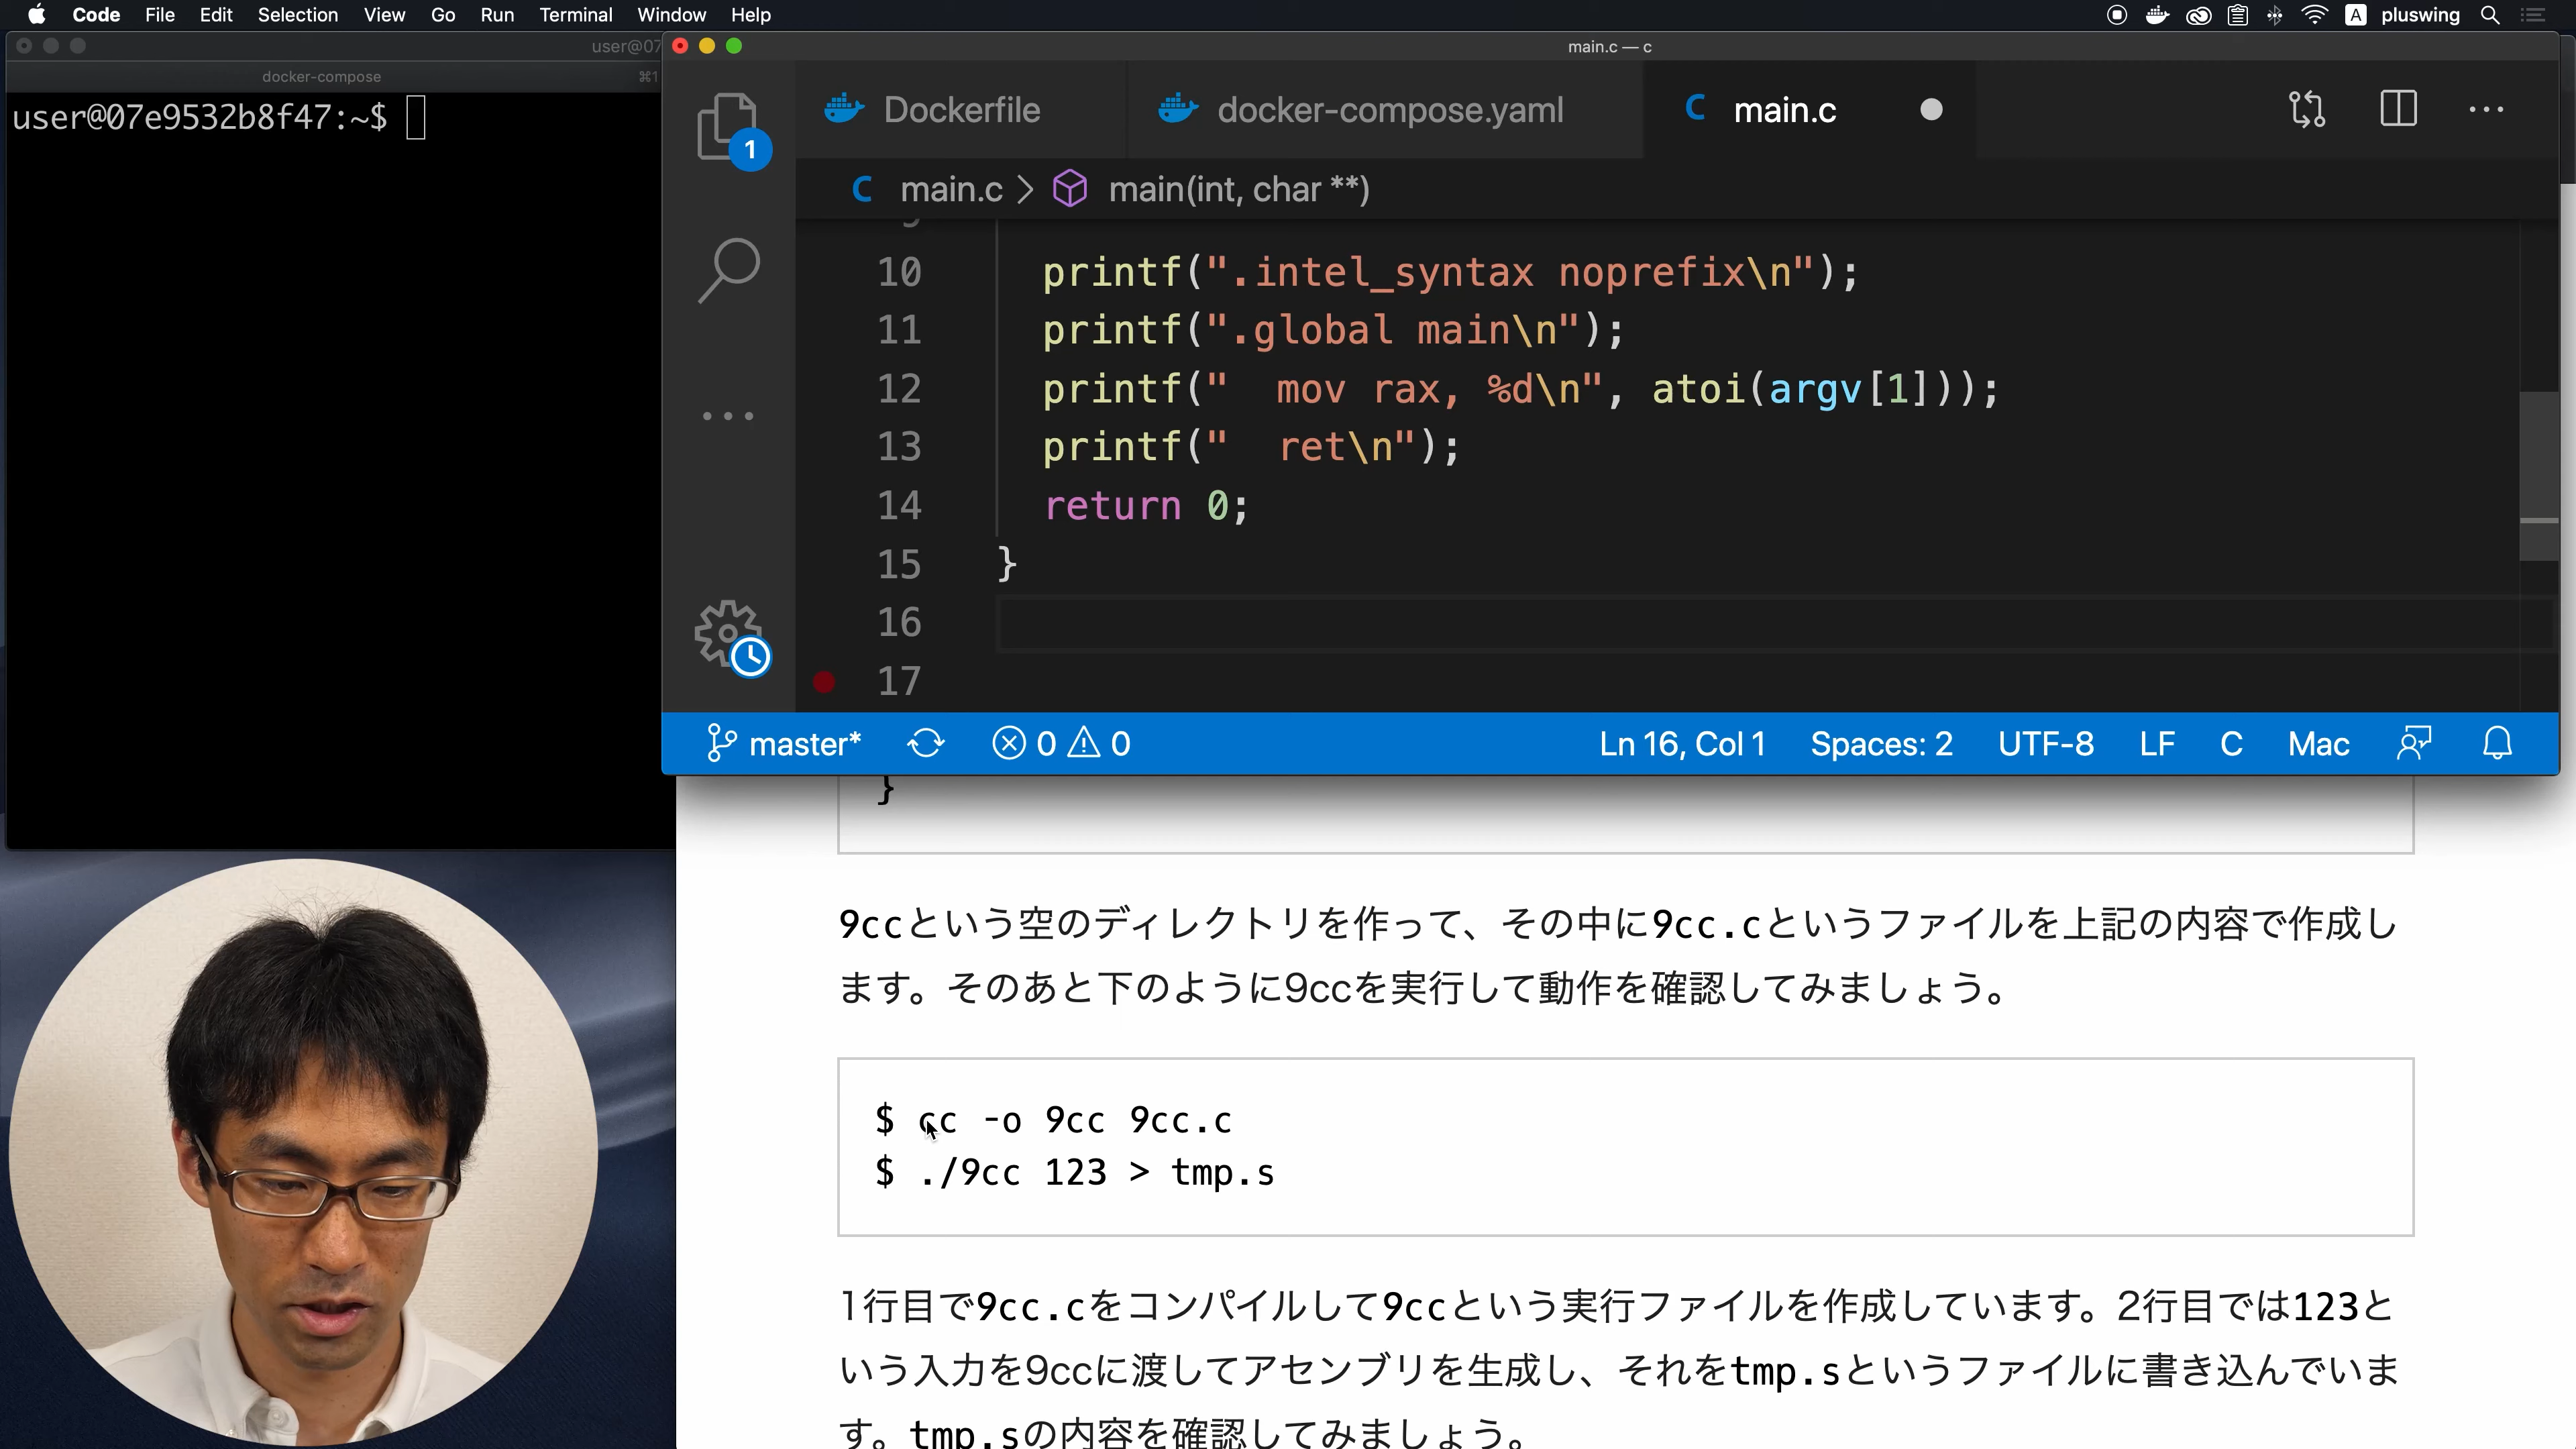 Code File Edit Selection View Go Run Terminal Window Help A pluswing
user@07
docker-compose ⌘1
user@07e9532b8f47:~$
main.c — c
1
Dockerfile docker-compose.yaml C main.c
C main.c > main(int, char **)
10 printf(".intel_syntax noprefix\n");
11 printf(".global main\n");
12 printf("  mov rax, %d\n", atoi(argv[1]));
13 printf("  ret\n");
14 return 0;
15 }
16
17
master* 0 0 Ln 16, Col 1 Spaces: 2 UTF-8 LF C Mac
}
9ccという空のディレクトリを作って、その中に9cc.cというファイルを上記の内容で作成し
ます。そのあと下のように9ccを実行して動作を確認してみましょう。
$ cc -o 9cc 9cc.c
$ ./9cc 123 > tmp.s
1行目で9cc.cをコンパイルして9ccという実行ファイルを作成しています。2行目では123と
いう入力を9ccに渡してアセンブリを生成し、それをtmp.sというファイルに書き込んでいま
す。tmp.sの内容を確認してみましょう。